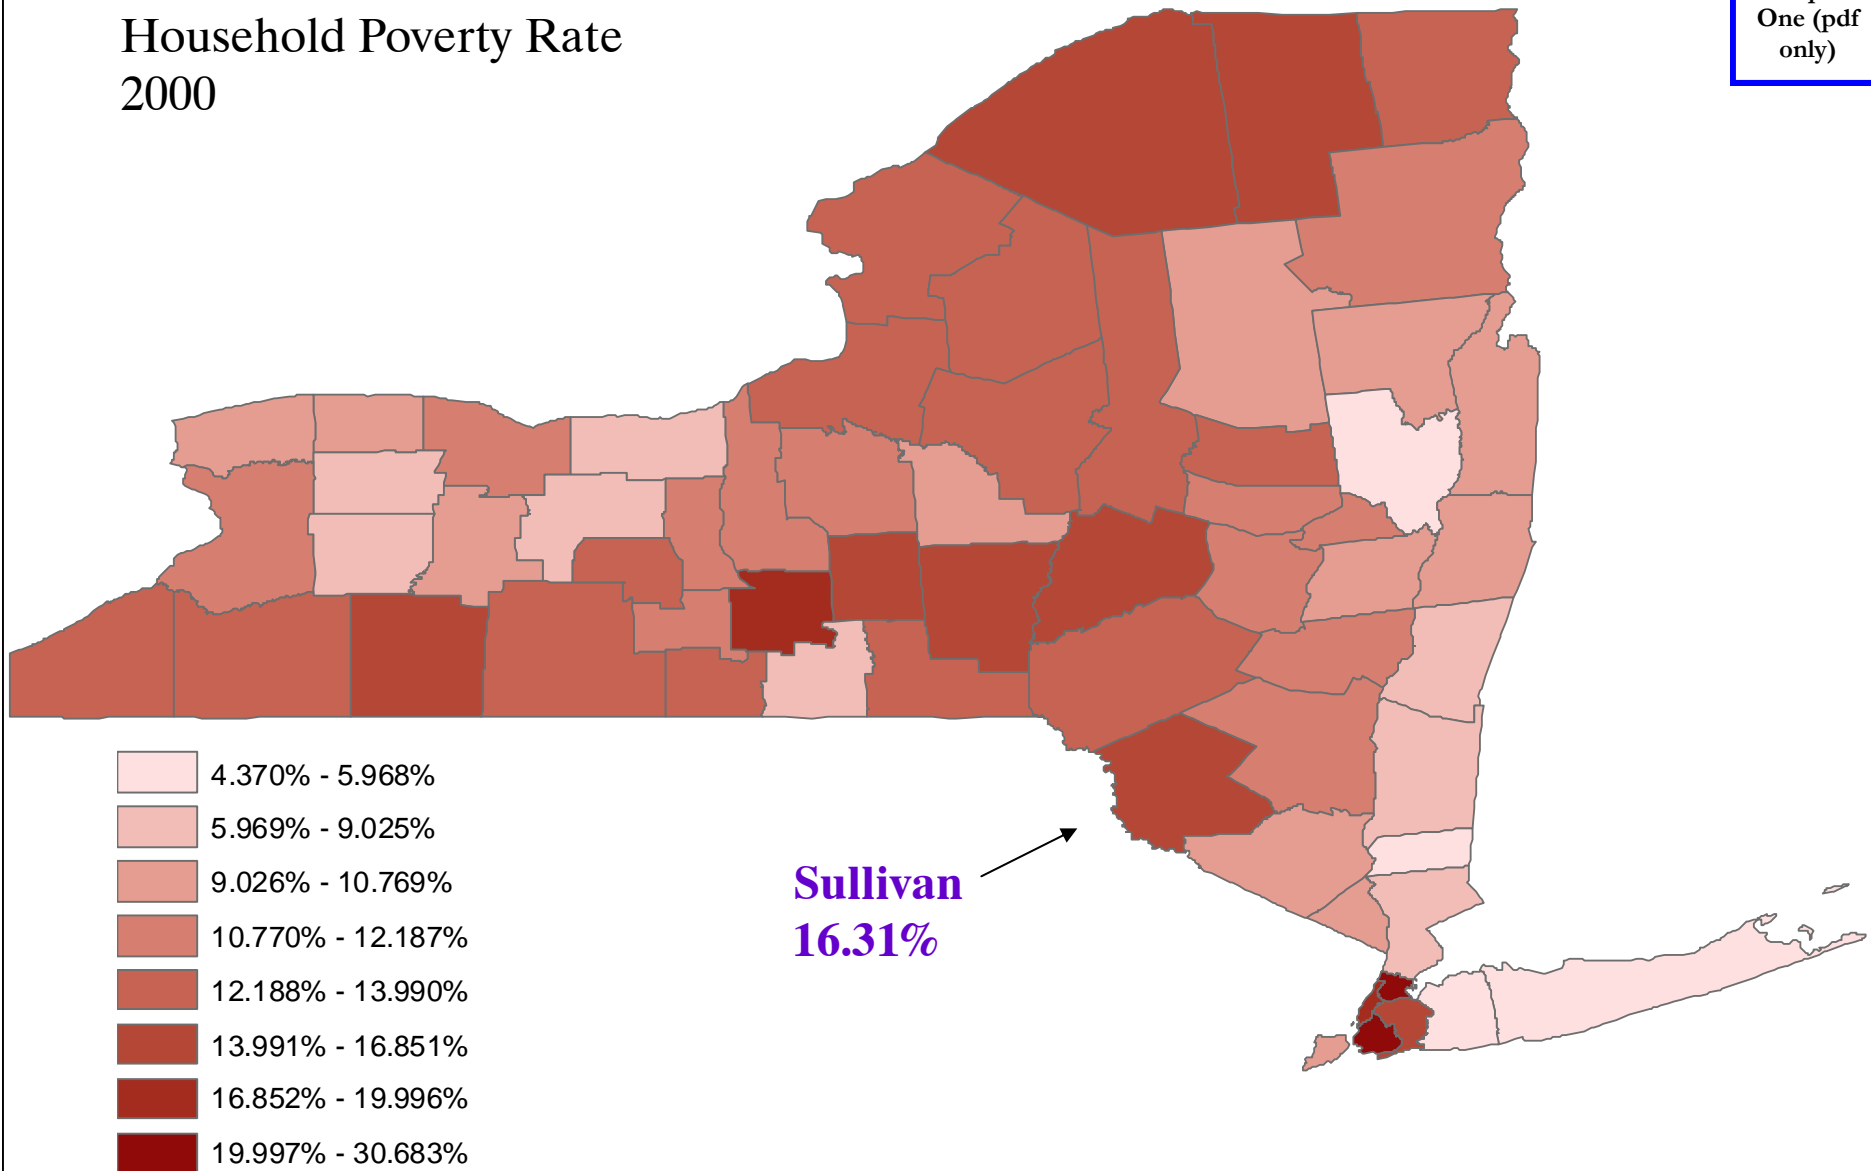 Household Poverty Rate
2000
One (pdf
only)
4.370% - 5.968%
5.969% - 9.025%
9.026% - 10.769%
10.770% - 12.187%
12.188% - 13.990%
13.991% - 16.851%
16.852% - 19.996%
19.997% - 30.683%
Sullivan
16.31%